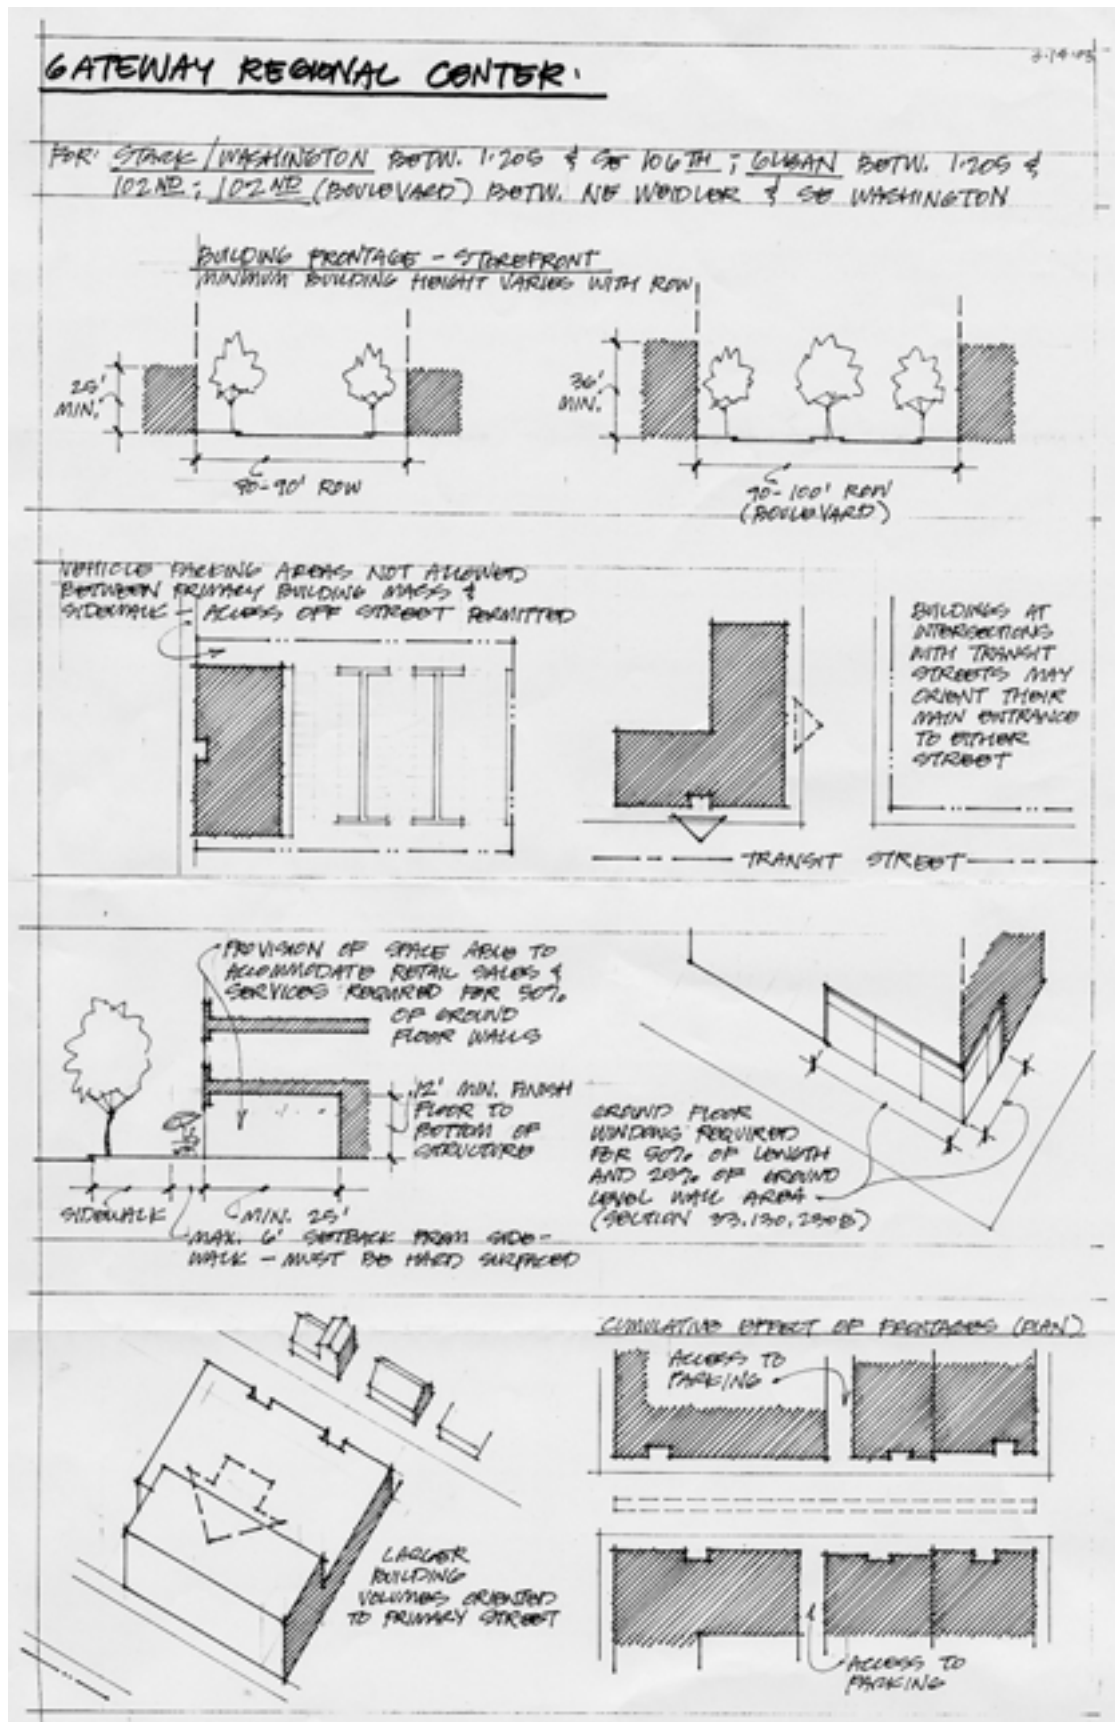 GATEWAY REGIONAL CENTER.
FOR: STARK / WASHINGTON BETW. I-205 & SE 106TH ; GLISAN BETW. I-205 &
102ND ; 102ND (BOULEVARD) BETW. NE WEIDLER & SE WASHINGTON
BUILDING FRONTAGE - STOREFRONT
MINIMUM BUILDING HEIGHT VARIES WITH ROW
25'
MIN.
80-90' ROW
36'
MIN.
90-100' ROW
(BOULEVARD)
VEHICLE PARKING AREAS NOT ALLOWED
BETWEEN PRIMARY BUILDING MASS &
SIDEWALK - ACCESS OFF STREET PERMITTED
BUILDINGS AT
INTERSECTIONS
WITH TRANSIT
STREETS MAY
ORIENT THEIR
MAIN ENTRANCE
TO EITHER
STREET
TRANSIT STREET
PROVISION OF SPACE ABLE TO
ACCOMMODATE RETAIL SALES &
SERVICES REQUIRED FOR 50%
OF GROUND
FLOOR WALLS
12' MIN. FINISH
FLOOR TO
BOTTOM OF
STRUCTURE
SIDEWALK
MIN. 25'
MAX. 6' SETBACK FROM SIDE-
WALK - MUST BE HARD SURFACED
GROUND FLOOR
WINDOWS REQUIRED
FOR 50% OF LENGTH
AND 25% OF GROUND
LEVEL WALL AREA
(SECTION 33.130.230B)
LARGER
BUILDING
VOLUMES ORIENTED
TO PRIMARY STREET
CUMULATIVE EFFECT OF FRONTAGES (PLAN)
ACCESS TO
PARKING
ACCESS TO
PARKING